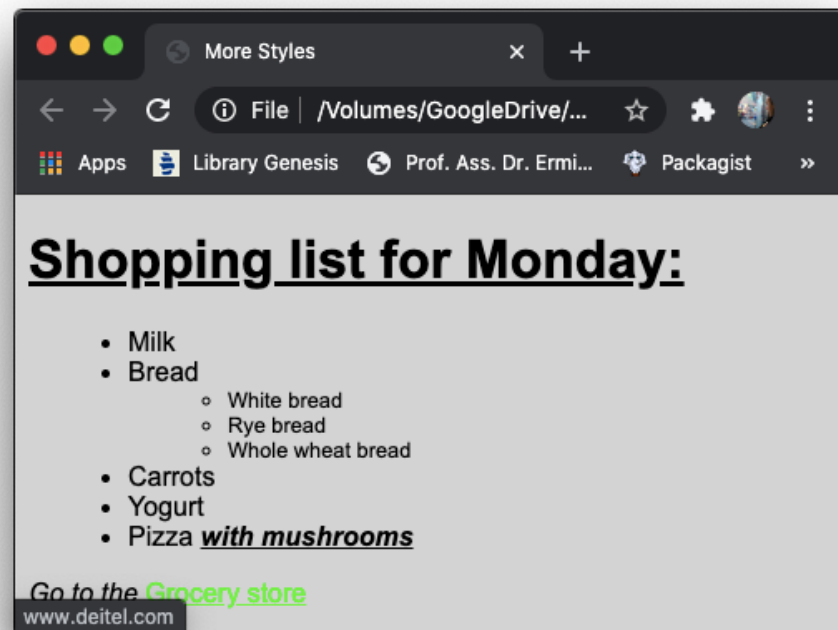 More Styles
File | /Volumes/GoogleDrive/...
Apps Library Genesis Prof. Ass. Dr. Ermi... Packagist »
Shopping list for Monday:
• Milk
• Bread
◦ White bread
◦ Rye bread
◦ Whole wheat bread
• Carrots
• Yogurt
• Pizza with mushrooms
Go to the Grocery store
www.deitel.com